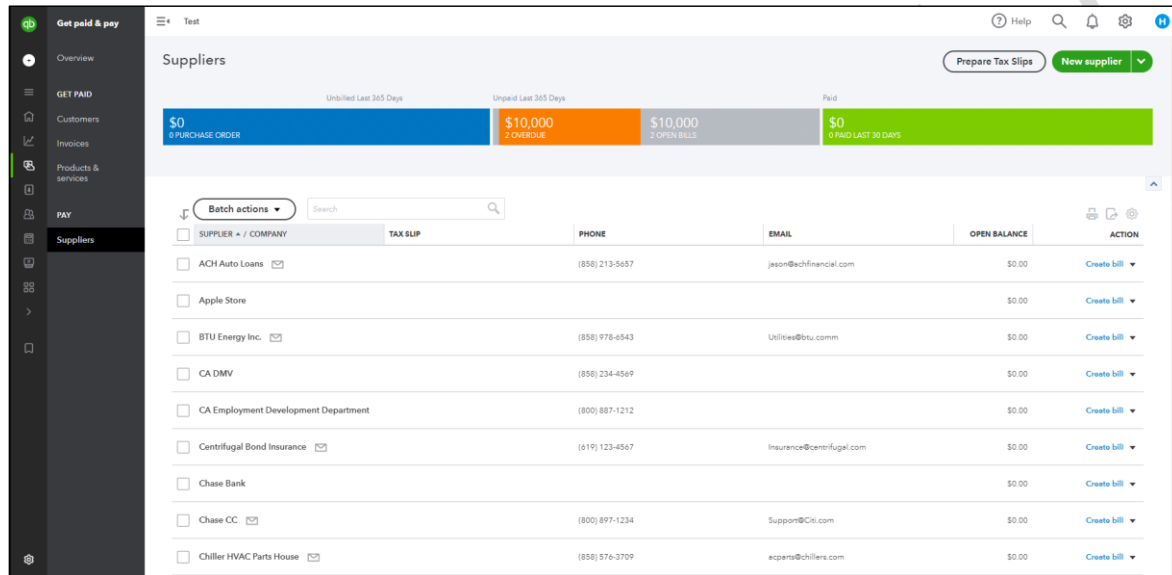 qb Get paid & pay Test Help H
Overview
Suppliers Prepare Tax Slips New supplier
GET PAID
Customers
Invoices
Products &
services
PAY
Suppliers
Unbilled Last 365 Days Unpaid Last 365 Days Paid
$0 $10,000 $10,000 $0
0 PURCHASE ORDER 2 OVERDUE 2 OPEN BILLS 0 PAID LAST 30 DAYS
Batch actions Search
SUPPLIER / COMPANY TAX SLIP PHONE EMAIL OPEN BALANCE ACTION
ACH Auto Loans (858) 213-5657 jason@achfinancial.com $0.00 Create bill
Apple Store $0.00 Create bill
BTU Energy Inc. (858) 978-6543 Utilities@btu.comm $0.00 Create bill
CA DMV (858) 234-4569 $0.00 Create bill
CA Employment Development Department (800) 887-1212 $0.00 Create bill
Centrifugal Bond Insurance (619) 123-4567 Insurance@centrifugal.com $0.00 Create bill
Chase Bank $0.00 Create bill
Chase CC (800) 897-1234 Support@Citi.com $0.00 Create bill
Chiller HVAC Parts House (858) 576-3709 acparts@chillers.com $0.00 Create bill